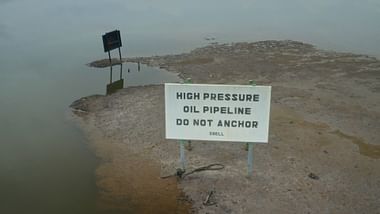 HIGH PRESSURE
OIL PIPELINE
DO NOT ANCHOR
SHELL